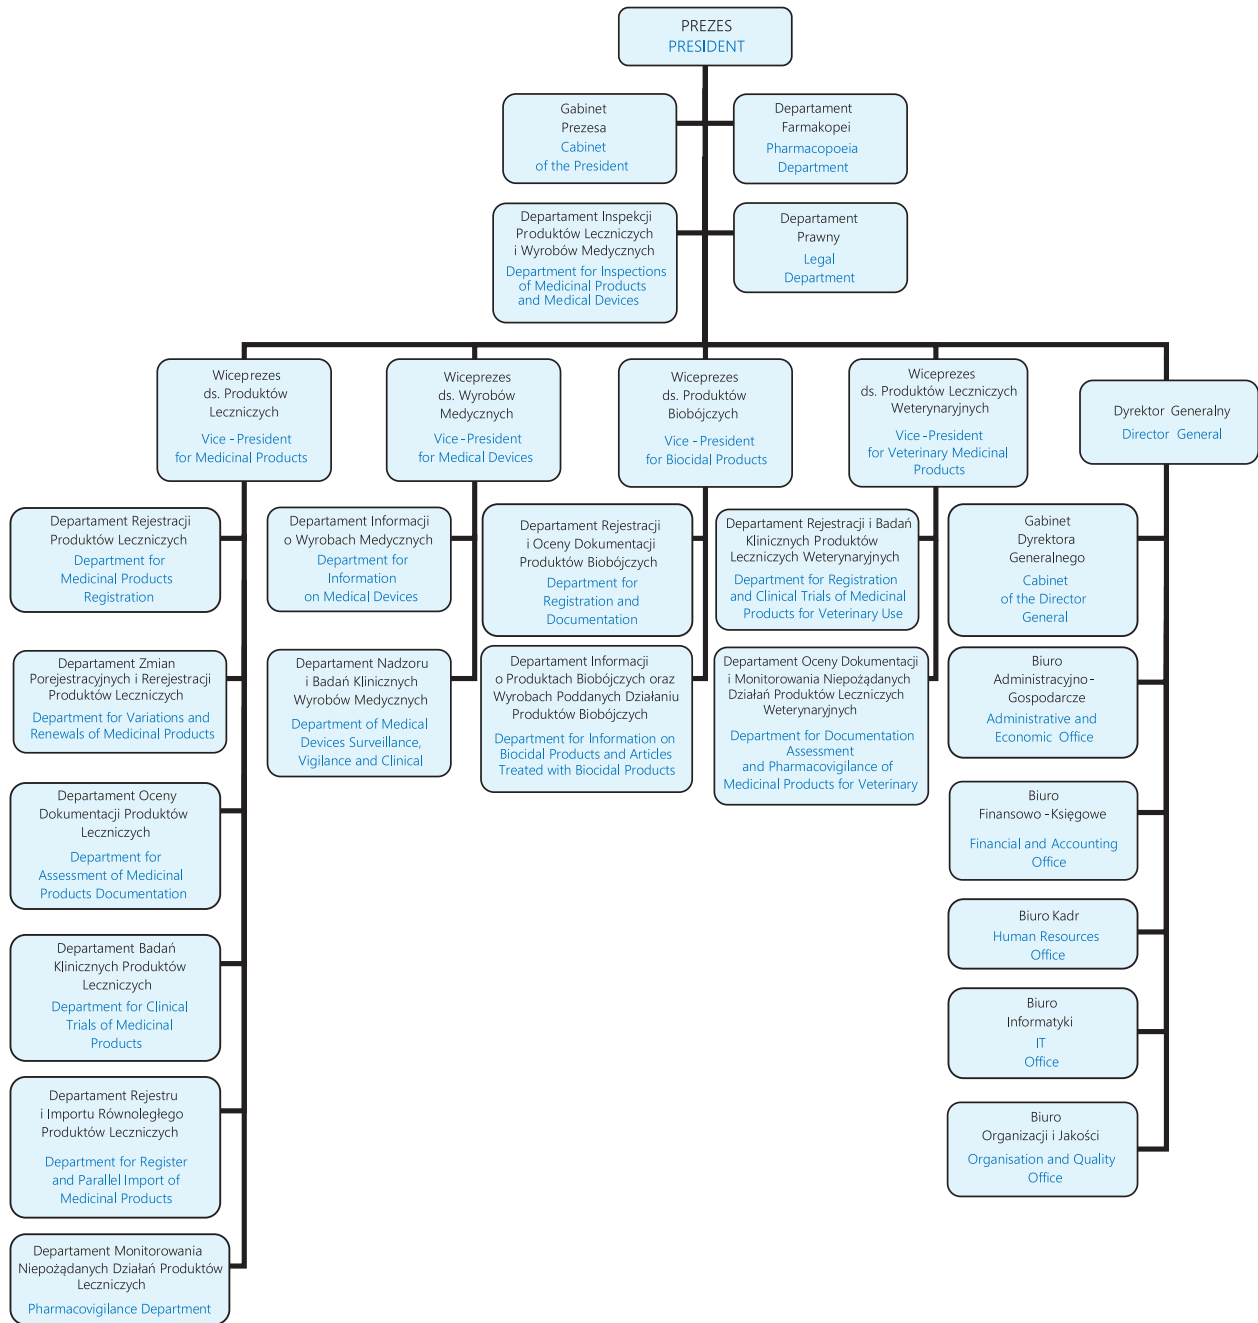 PREZES
PRESIDENT
Gabinet
Prezesa
Cabinet
of the President
Departament
Farmakopei
Pharmacopoeia
Department
Departament Inspekcji
Produktów Leczniczych
i Wyrobów Medycznych
Department for Inspections
of Medicinal Products
and Medical Devices
Departament
Prawny
Legal
Department
Wiceprezes
ds. Produktów
Leczniczych
Vice - President
for Medicinal Products
Wiceprezes
ds. Wyrobów
Medycznych
Vice - President
for Medical Devices
Wiceprezes
ds. Produktów
Biobójczych
Vice - President
for Biocidal Products
Wiceprezes
ds. Produktów Leczniczych
Weterynaryjnych
Vice - President
for Veterinary Medicinal
Products
Dyrektor Generalny
Director General
Departament Rejestracji
Produktów Leczniczych
Department for
Medicinal Products
Registration
Departament Informacji
o Wyrobach Medycznych
Department for
Information
on Medical Devices
Departament Rejestracji
i Oceny Dokumentacji
Produktów Biobójczych
Department for
Registration and
Documentation
Departament Rejestracji i Badań
Klinicznych Produktów
Leczniczych Weterynaryjnych
Department for Registration
and Clinical Trials of Medicinal
Products for Veterinary Use
Gabinet
Dyrektora
Generalnego
Cabinet
of the Director
General
Departament Zmian
Porejestracyjnych i Rerejestracji
Produktów Leczniczych
Department for Variations and
Renewals of Medicinal Products
Departament Nadzoru
i Badań Klinicznych
Wyrobów Medycznych
Department of Medical
Devices Surveillance,
Vigilance and Clinical
Departament Informacji
o Produktach Biobójczych oraz
Wyrobach Poddanych Działaniu
Produktów Biobójczych
Department for Information on
Biocidal Products and Articles
Treated with Biocidal Products
Departament Oceny Dokumentacji
i Monitorowania Niepożądanych
Działań Produktów Leczniczych
Weterynaryjnych
Department for Documentation
Assessment
and Pharmacovigilance of
Medicinal Products for Veterinary
Biuro
Administracyjno-
Gospodarcze
Administrative and
Economic Office
Departament Oceny
Dokumentacji Produktów
Leczniczych
Department for
Assessment of Medicinal
Products Documentation
Biuro
Finansowo - Księgowe
Financial and Accounting
Office
Departament Badań
Klinicznych Produktów
Leczniczych
Department for Clinical
Trials of Medicinal
Products
Biuro Kadr
Human Resources
Office
Biuro
Informatyki
IT
Office
Departament Rejestru
i Importu Równoległego
Produktów Leczniczych
Department for Register
and Parallel Import of
Medicinal Products
Biuro
Organizacji i Jakości
Organisation and Quality
Office
Departament Monitorowania
Niepożądanych Działań Produktów
Leczniczych
Pharmacovigilance Department